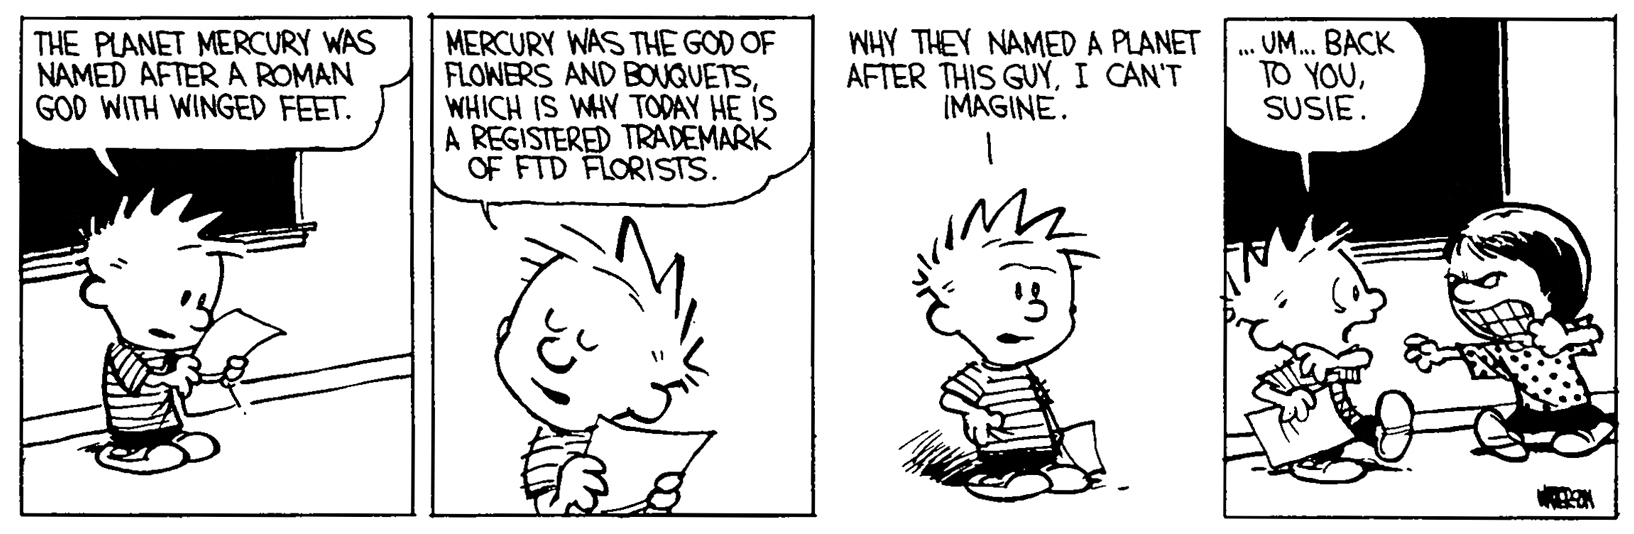 THE PLANET MERCURY WAS
NAMED AFTER A ROMAN
GOD WITH WINGED FEET.
MERCURY WAS THE GOD OF
FLOWERS AND BOUQUETS,
WHICH IS WHY TODAY HE IS
A REGISTERED TRADEMARK
OF FTD FLORISTS.
WHY THEY NAMED A PLANET
AFTER THIS GUY, I CAN'T
IMAGINE.
... UM... BACK
TO YOU,
SUSIE.
WATTERSON